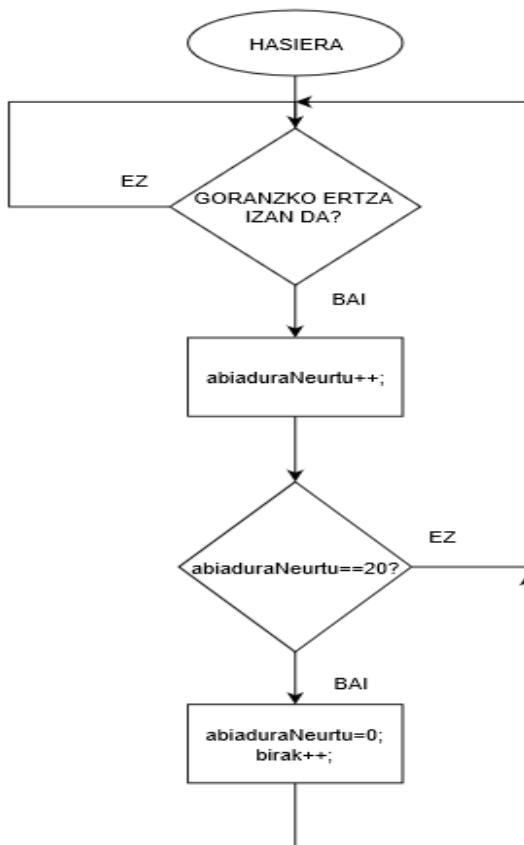 HASIERA
EZ
GORANZKO ERTZA
IZAN DA?
BAI
abiaduraNeurtu++;
EZ
abiaduraNeurtu==20?
BAI
abiaduraNeurtu=0;
birak++;